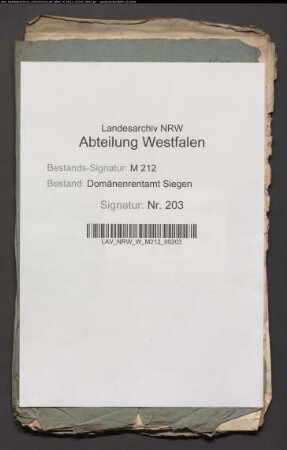 Landesarchiv NRW
Abteilung Westfalen
Bestands-Signatur: M 212
Bestand: Domänenrentamt Siegen
Signatur: Nr. 203
LAV_NRW_W_M212_00203